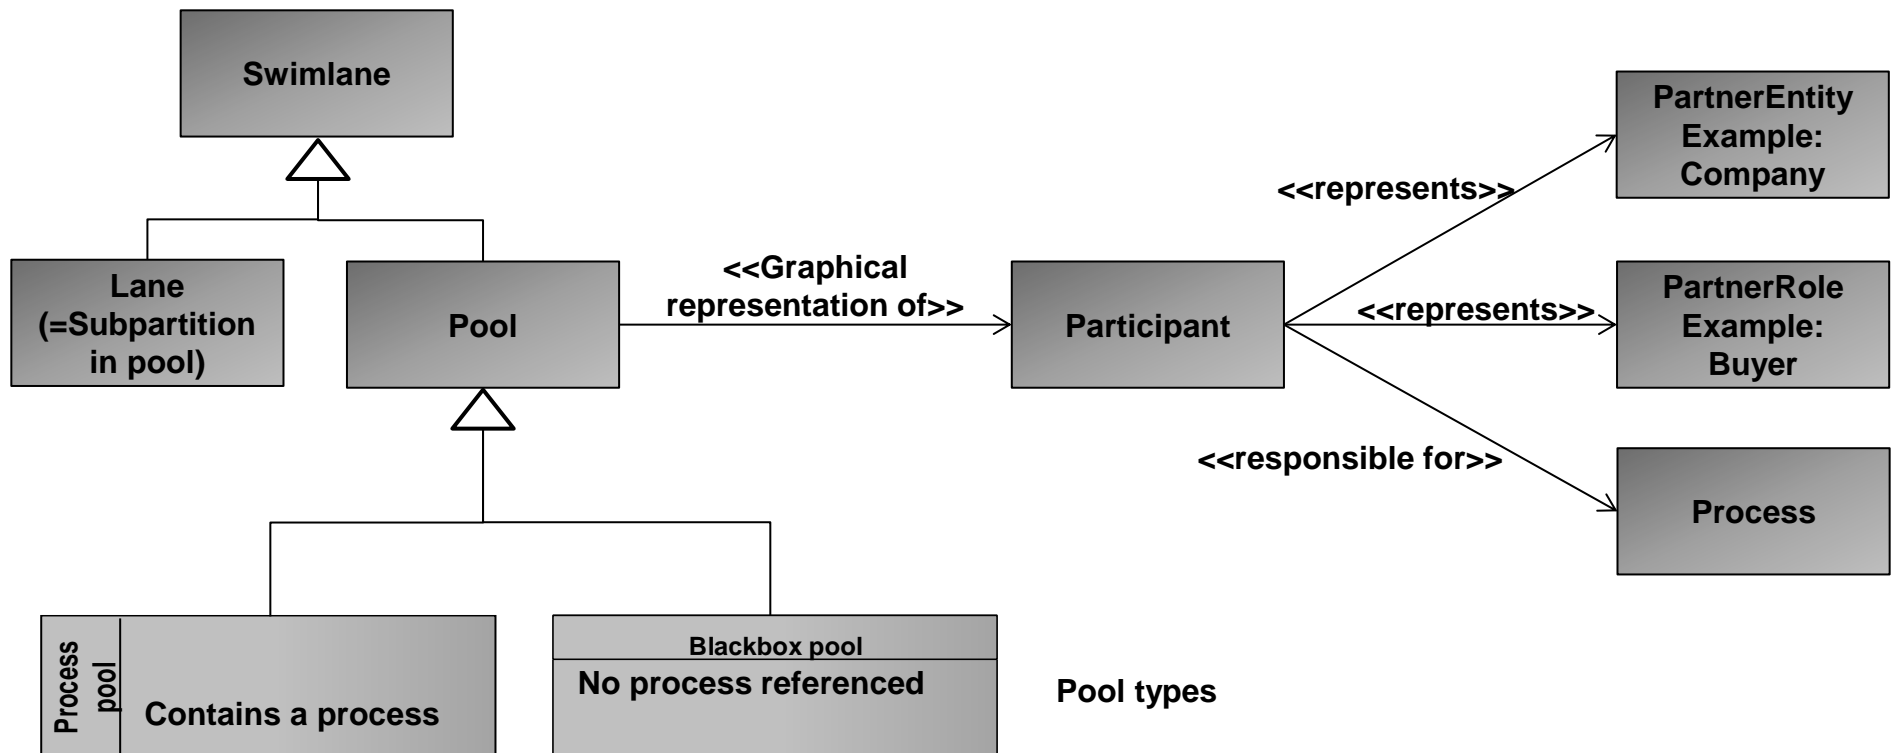 Swimlane
PartnerEntity
Example:
Company
<<represents>>
Lane
(=Subpartition
in pool)
Pool
<<Graphical
representation of>>
Participant
<<represents>>
PartnerRole
Example:
Buyer
<<responsible for>>
Process
Process
pool
Contains a process
Blackbox pool
No process referenced
Pool types